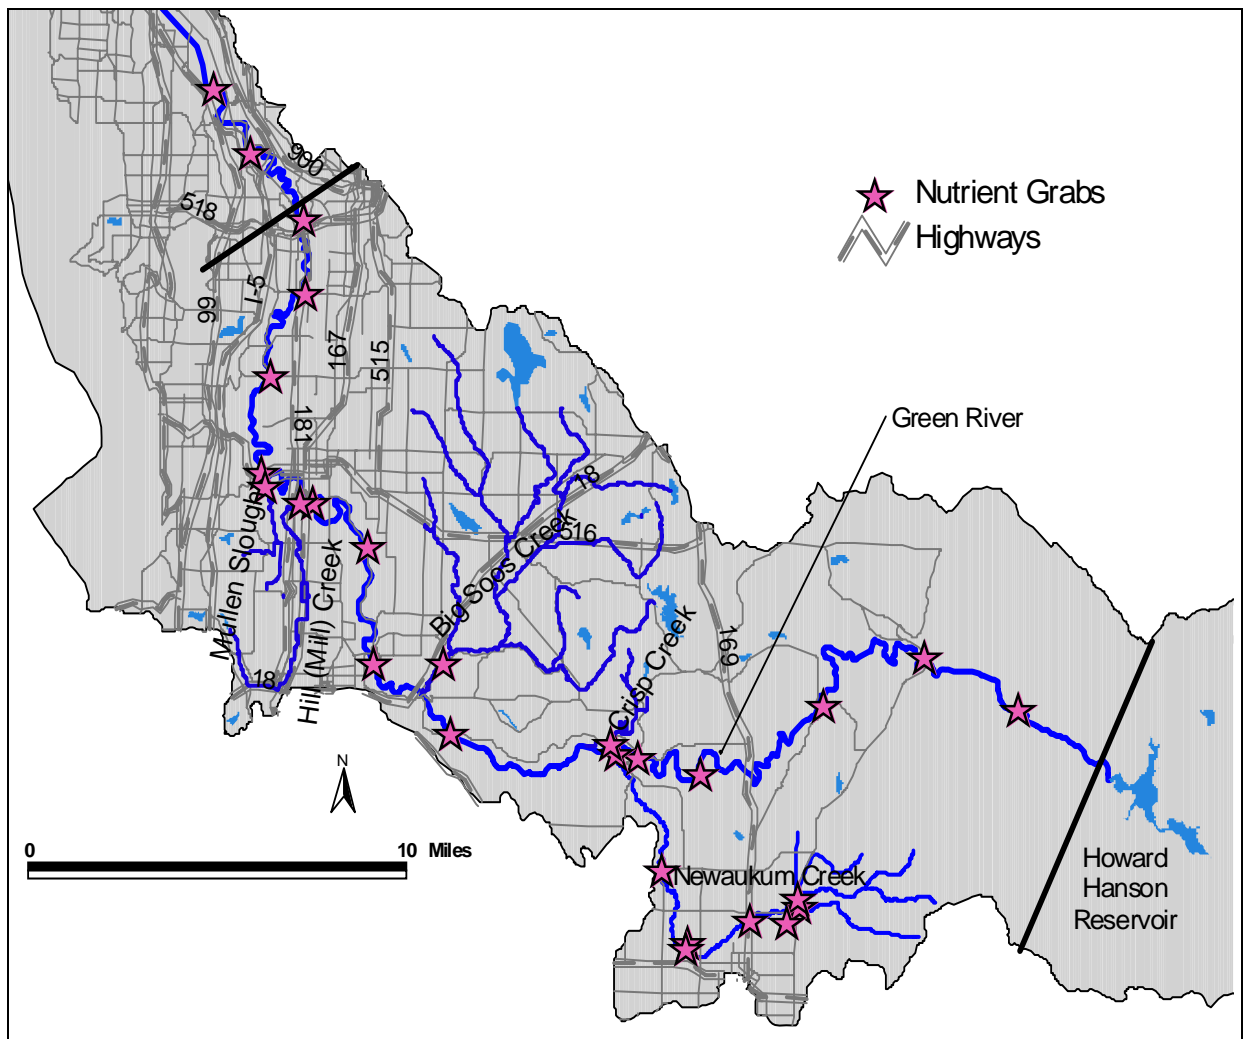 900
518
Nutrient Grabs
Highways
99
I-5
167
515
181
Green River
18
516
Mullen Slough
Hill (Mill) Creek
Big Soos Creek
Crisp Creek
169
18
N
0 10 Miles
Newaukum Creek
Howard
Hanson
Reservoir